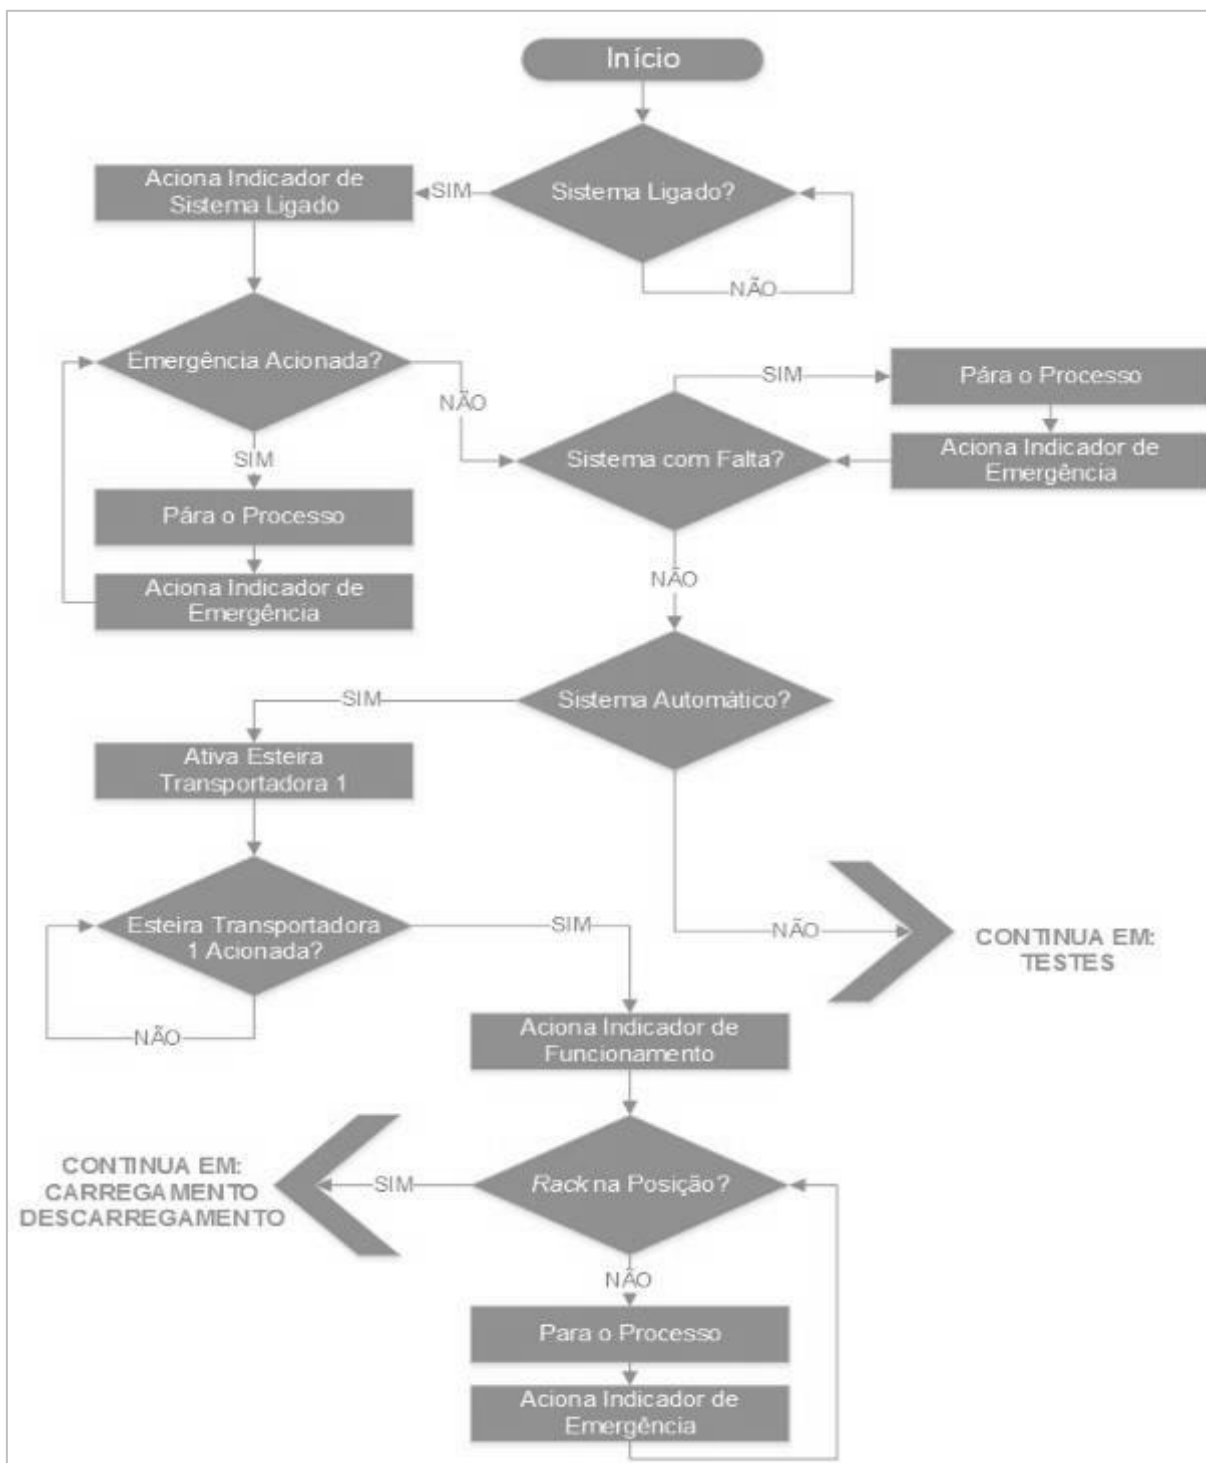 Início
Sistema Ligado?
SIM
NÃO
Aciona Indicador de
Sistema Ligado
Emergência Acionada?
NÃO
SIM
Pára o Processo
Aciona Indicador de
Emergência
Sistema com Falta?
SIM
Pára o Processo
Aciona Indicador de
Emergência
NÃO
Sistema Automático?
SIM
Ativa Esteira
Transportadora 1
Esteira Transportadora
1 Acionada?
NÃO
SIM
NÃO
CONTINUA EM:
TESTES
Aciona Indicador de
Funcionamento
Rack na Posição?
SIM
CONTINUA EM:
CARREGAMENTO
DESCARREGAMENTO
NÃO
Para o Processo
Aciona Indicador de
Emergência